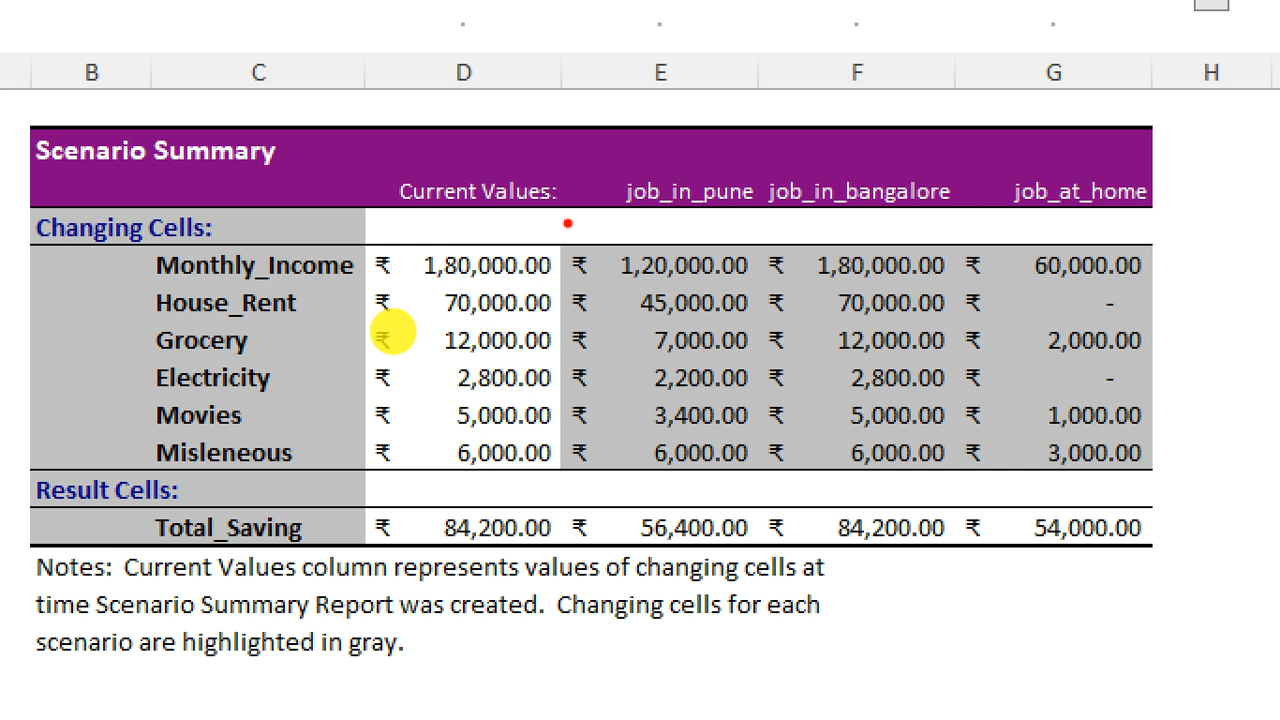 B C D E F G H
Scenario Summary
Current Values: job_in_pune job_in_bangalore job_at_home
Changing Cells:
Monthly_Income ₹ 1,80,000.00 ₹ 1,20,000.00 ₹ 1,80,000.00 ₹ 60,000.00
House_Rent ₹ 70,000.00 ₹ 45,000.00 ₹ 70,000.00 ₹ -
Grocery ₹ 12,000.00 ₹ 7,000.00 ₹ 12,000.00 ₹ 2,000.00
Electricity ₹ 2,800.00 ₹ 2,200.00 ₹ 2,800.00 ₹ -
Movies ₹ 5,000.00 ₹ 3,400.00 ₹ 5,000.00 ₹ 1,000.00
Misleneous ₹ 6,000.00 ₹ 6,000.00 ₹ 6,000.00 ₹ 3,000.00
Result Cells:
Total_Saving ₹ 84,200.00 ₹ 56,400.00 ₹ 84,200.00 ₹ 54,000.00
Notes: Current Values column represents values of changing cells at
time Scenario Summary Report was created. Changing cells for each
scenario are highlighted in gray.